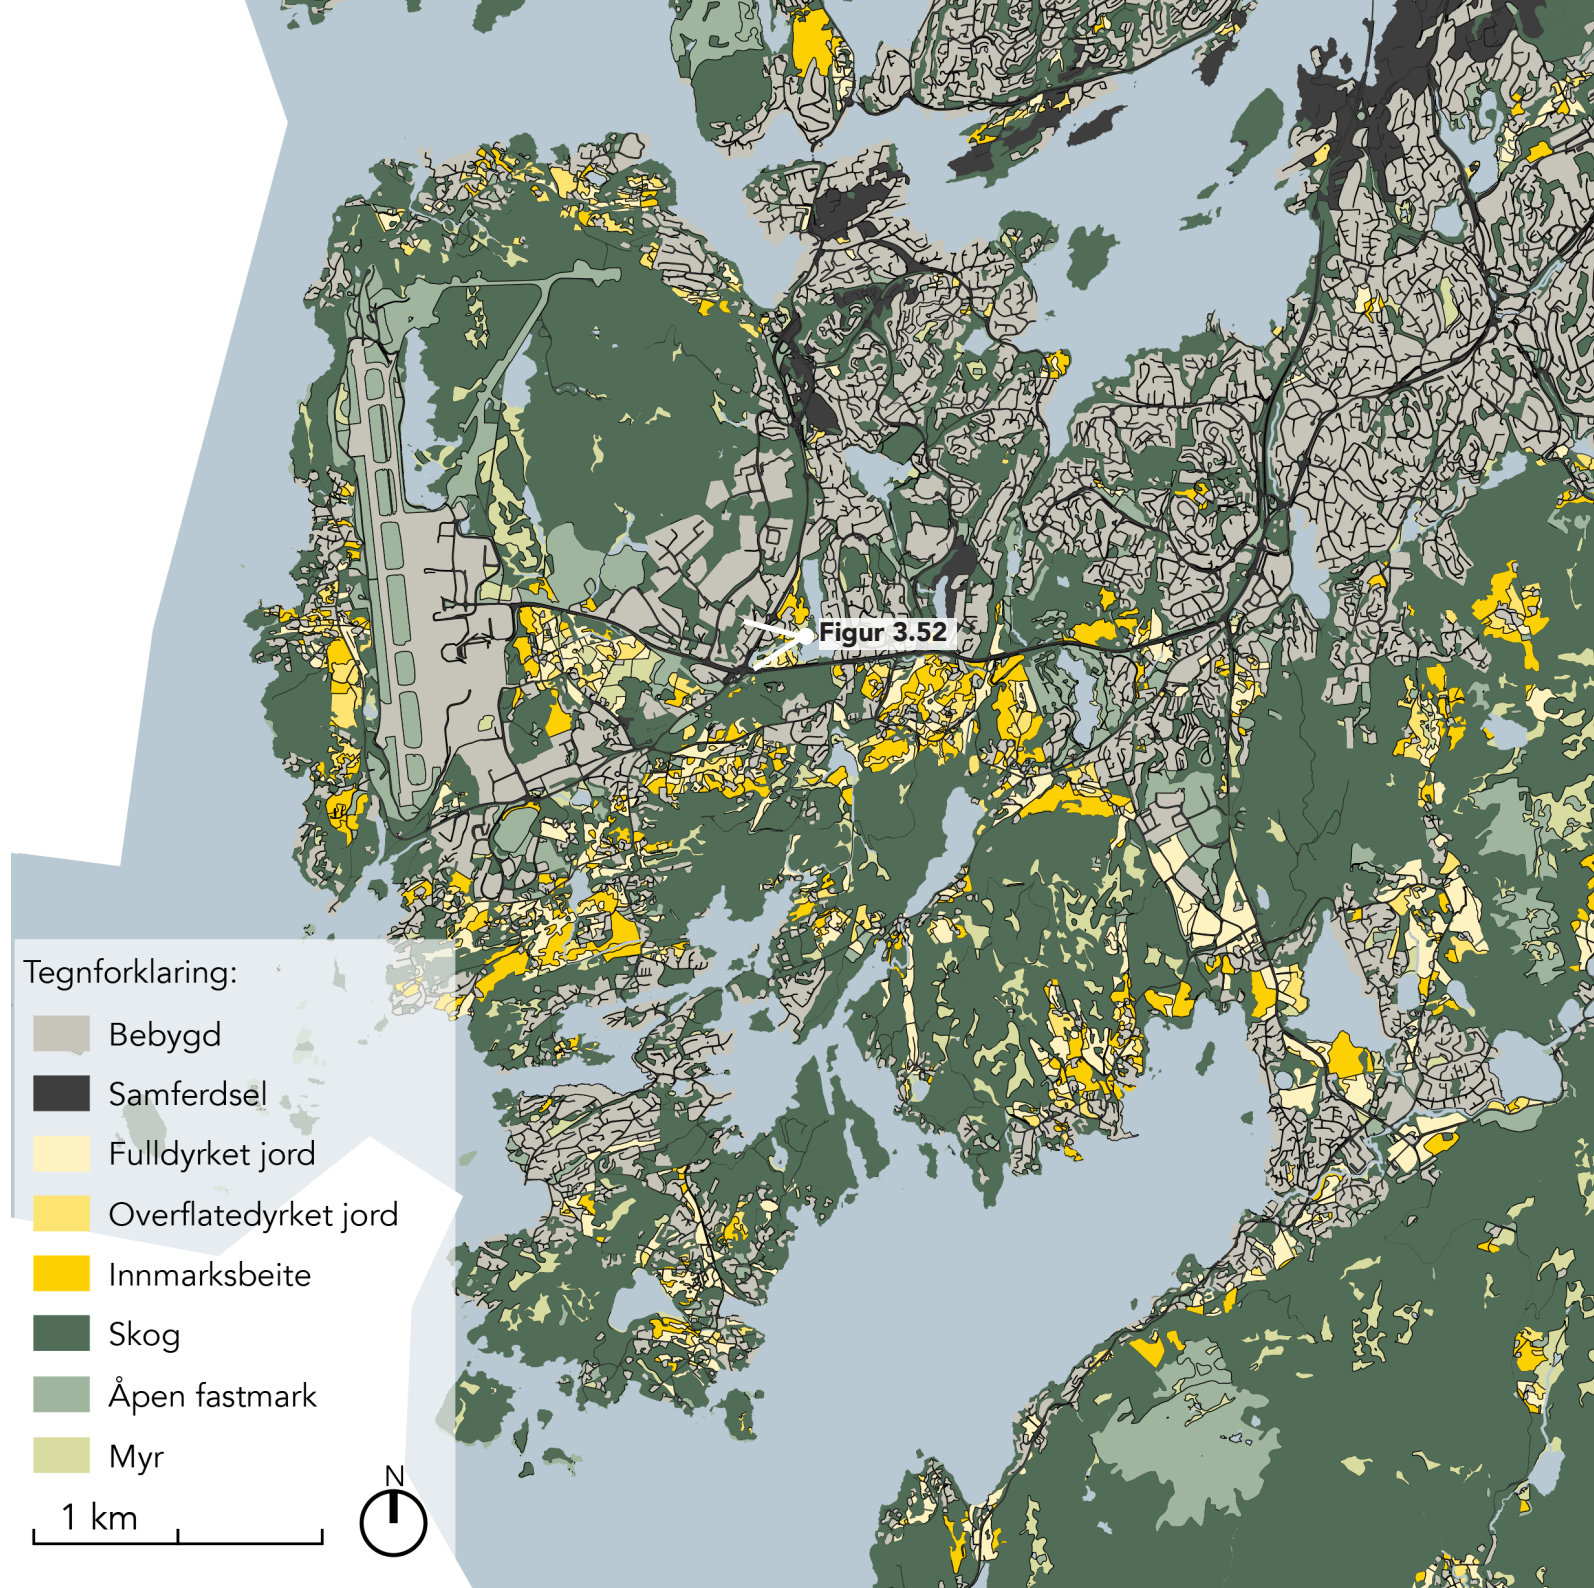 Figur 3.52
Tegnforklaring:
Bebygd
Samferdsel
Fulldyrket jord
Overflatedyrket jord
Innmarksbeite
Skog
Åpen fastmark
Myr
1 km
N